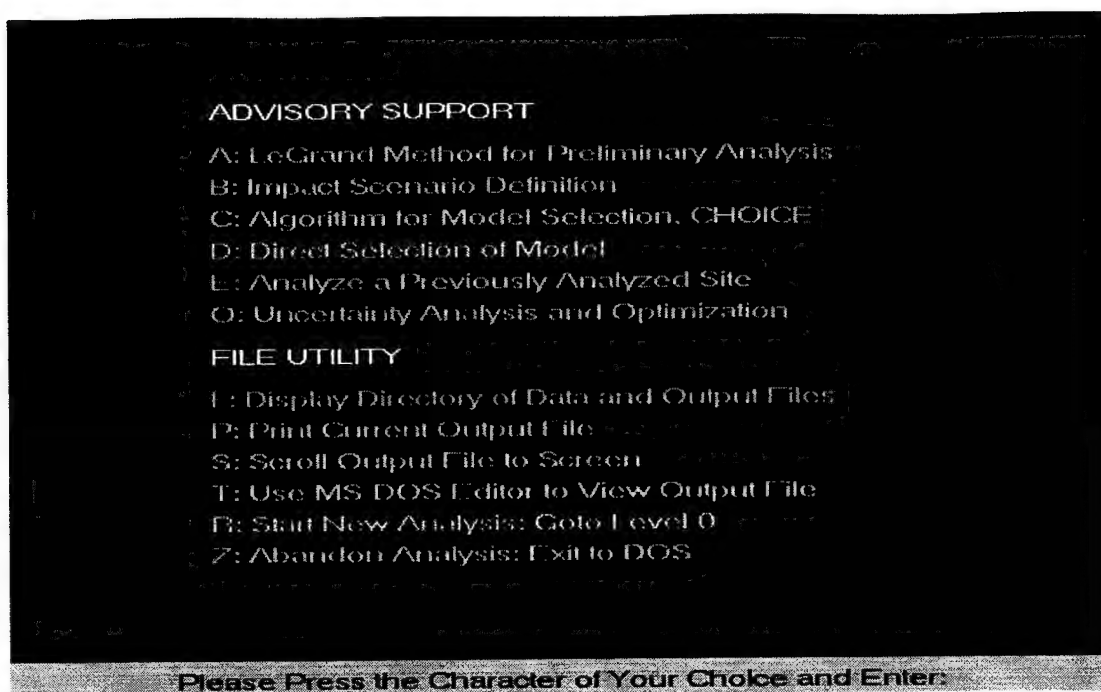 ADVISORY SUPPORT
A: LeGrand Method for Preliminary Analysis
B: Impact Scenario Definition
C: Algorithm for Model Selection, CHOICE
D: Direct Selection of Model
E: Analyze a Previously Analyzed Site
O: Uncertainty Analysis and Optimization
FILE UTILITY
Display Directory of Data and Output Files
P: Print Current Output File
S: Scroll Output File to Screen
T: Use MS DOS Editor to View Output File
R: Start New Analysis: Goto Level 0
Z: Abandon Analysis: Exit to DOS
Please Press the Character of Your Choice and Enter: